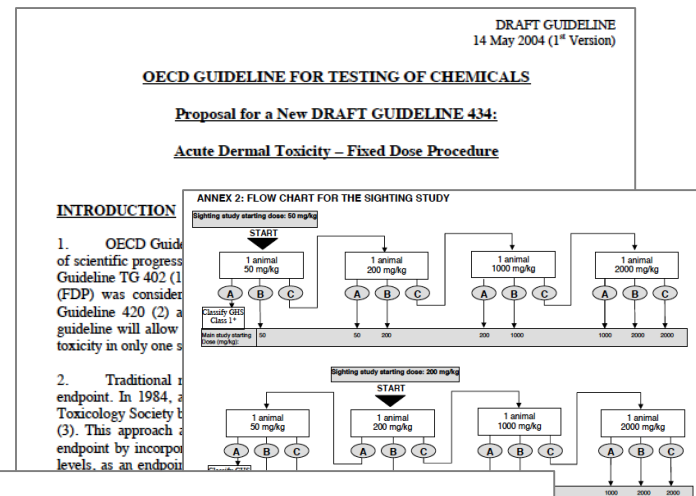 DRAFT GUIDELINE
14 May 2004 (1st Version)
OECD GUIDELINE FOR TESTING OF CHEMICALS
Proposal for a New DRAFT GUIDELINE 434:
Acute Dermal Toxicity – Fixed Dose Procedure
INTRODUCTION
1. OECD Guide
of scientific progress
Guideline TG 402 (1
(FDP) was consider
Guideline 420 (2) a
guideline will allow
toxicity in only one s
2. Traditional
endpoint. In 1984, a
Toxicology Society b
(3). This approach a
endpoint by incorpor
levels, as an endpoin
ANNEX 2: FLOW CHART FOR THE SIGHTING STUDY
Sighting study starting dose: 50 mg/kg
START
1 animal 1 animal 1 animal 1 animal
50 mg/kg 200 mg/kg 1000 mg/kg 2000 mg/kg
A B C A B C A B C A B C
Classify GHS
Class 1*
Main study starting
Dose (mg/kg): 50 50 200 200 1000 1000 2000 2000
Sighting study starting dose: 200 mg/kg
START
1 animal 1 animal 1 animal 1 animal
50 mg/kg 200 mg/kg 1000 mg/kg 2000 mg/kg
A B C A B C A B C A B C
Classify GHS
1000 2000 2000